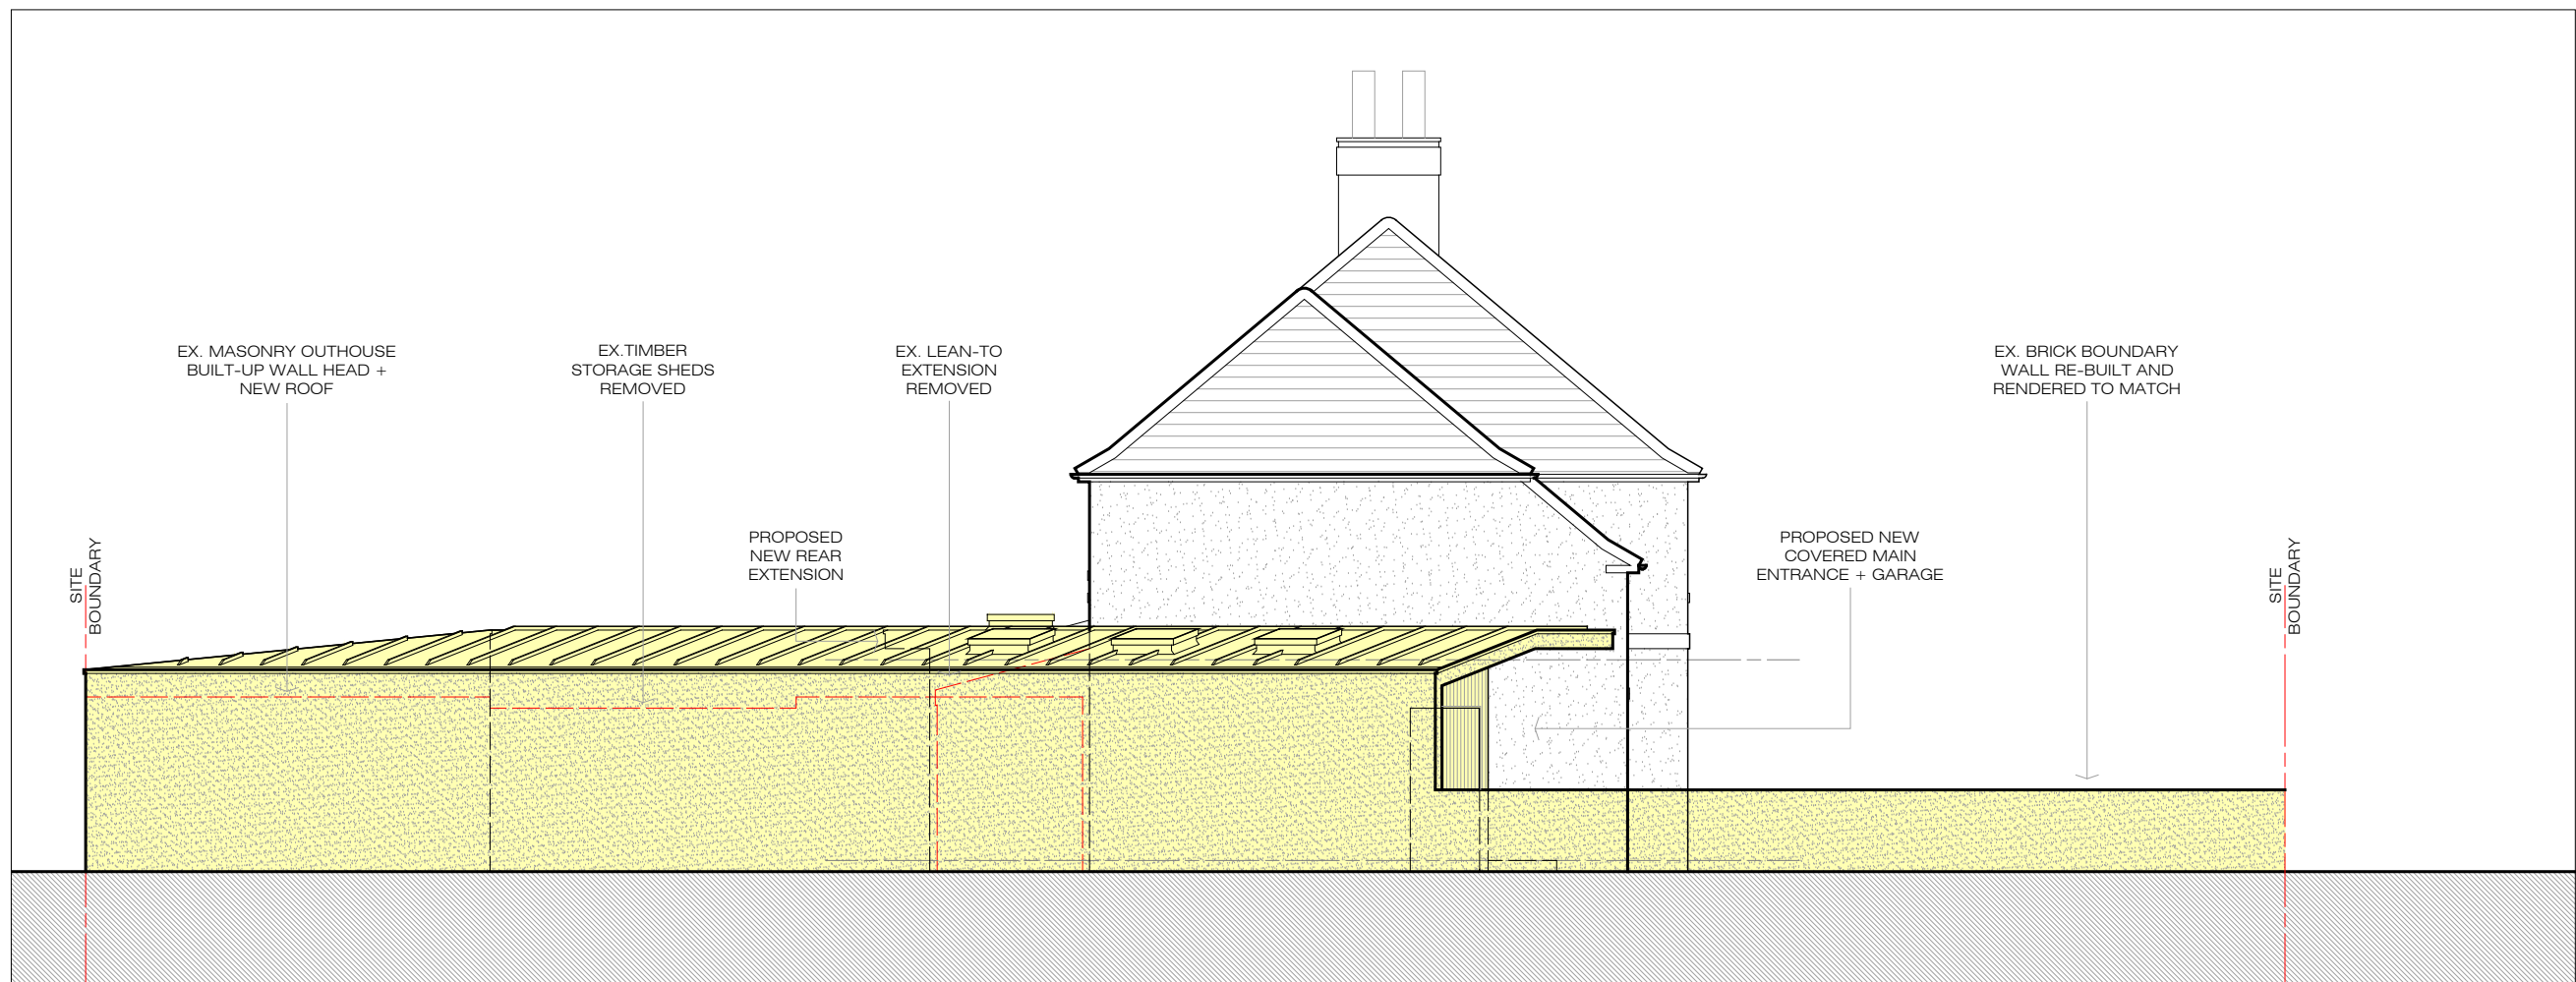 EX. MASONRY OUTHOUSE
BUILT-UP WALL HEAD +
NEW ROOF
EX.TIMBER
STORAGE SHEDS
REMOVED
EX. LEAN-TO
EXTENSION
REMOVED
EX. BRICK BOUNDARY
WALL RE-BUILT AND
RENDERED TO MATCH
PROPOSED
NEW REAR
EXTENSION
PROPOSED NEW
COVERED MAIN
ENTRANCE + GARAGE
SITE
BOUNDARY
SITE
BOUNDARY